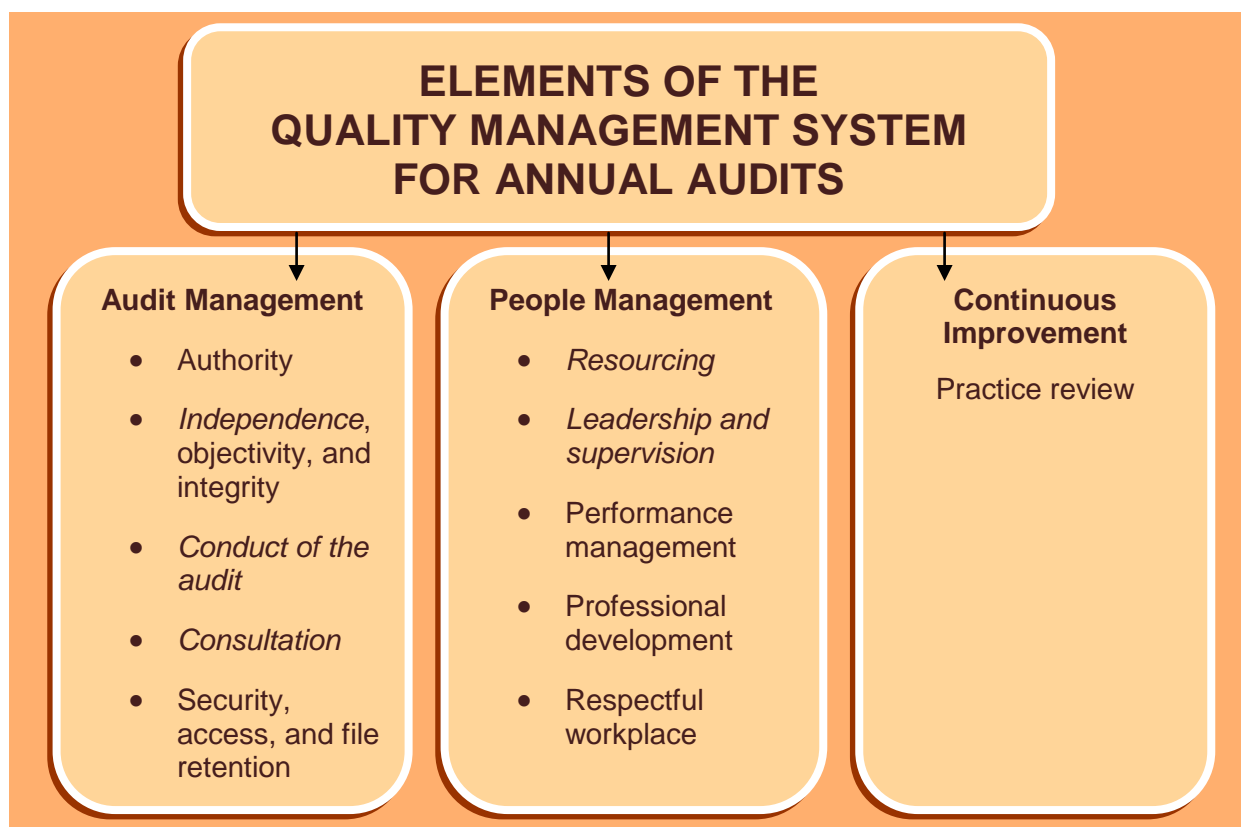 ELEMENTS OF THE
QUALITY MANAGEMENT SYSTEM
FOR ANNUAL AUDITS
Audit Management
• Authority
• Independence,
objectivity, and
integrity
• Conduct of the
audit
• Consultation
• Security,
access, and file
retention
People Management
• Resourcing
• Leadership and
supervision
• Performance
management
• Professional
development
• Respectful
workplace
Continuous
Improvement
Practice review